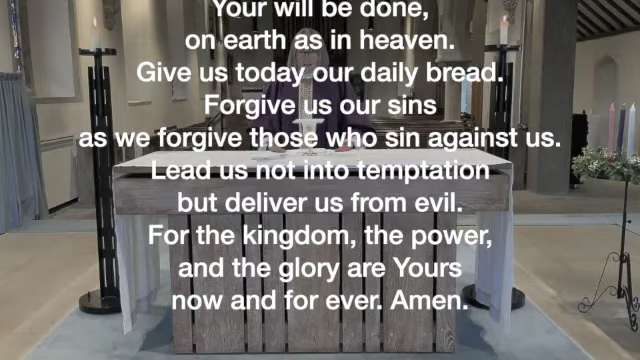 Your will be done,
on earth as in heaven.
Give us today our daily bread.
Forgive us our sins
as we forgive those who sin against us.
Lead us not into temptation
but deliver us from evil.
For the kingdom, the power,
and the glory are Yours
now and for ever. Amen.